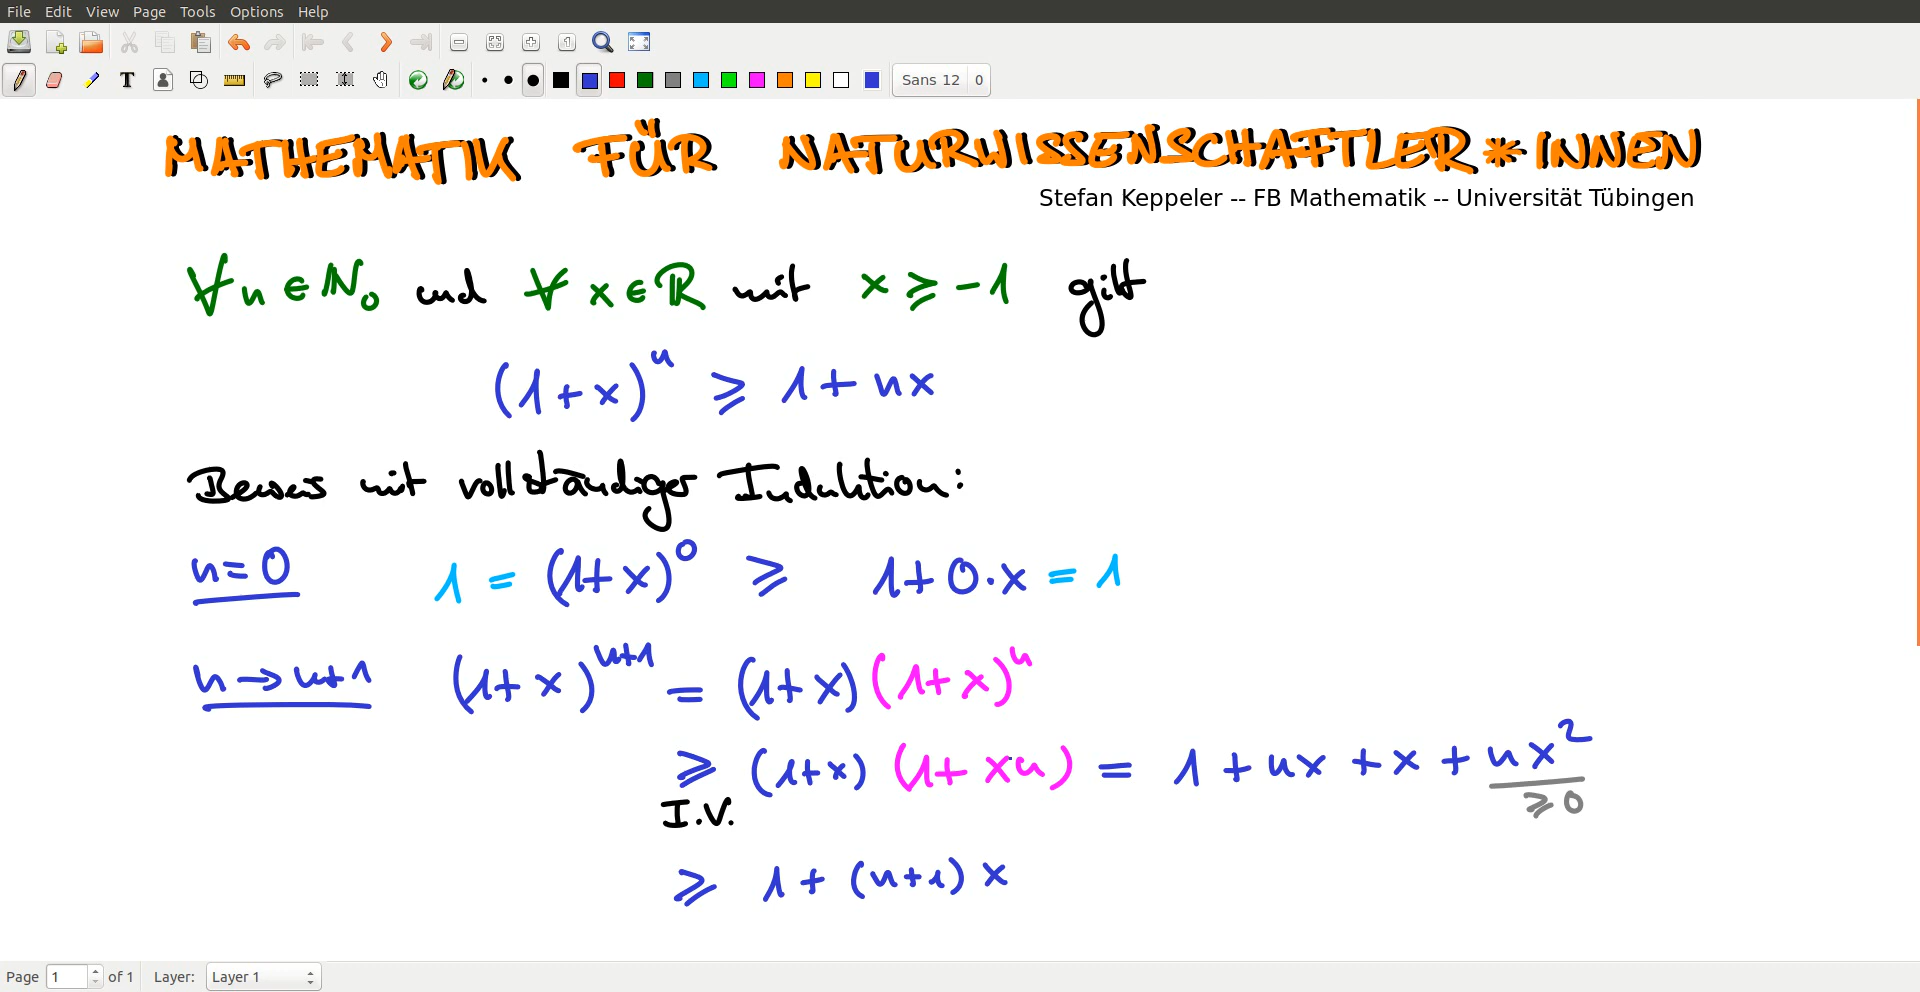 File Edit View Page Tools Options Help
Sans 12 0
MATHEMATIK FÜR NATURWISSENSCHAFTLER*INNEN
Stefan Keppeler -- FB Mathematik -- Universität Tübingen
∀ n ∈ ℕ₀ und ∀ x ∈ ℝ mit x ⩾ -1 gilt
(1+x)ⁿ ⩾ 1 + nx
Beweis mit vollständiger Induktion:
n=0 1 = (1+x)⁰ ⩾ 1 + 0·x = 1
n → n+1 (1+x)ⁿ⁺¹ = (1+x)(1+x)ⁿ
⩾ (1+x) (1+xn) = 1 + nx + x + nx²
I.V. ⩾ 0
⩾ 1 + (n+1) x
Page 1 of 1 Layer: Layer 1